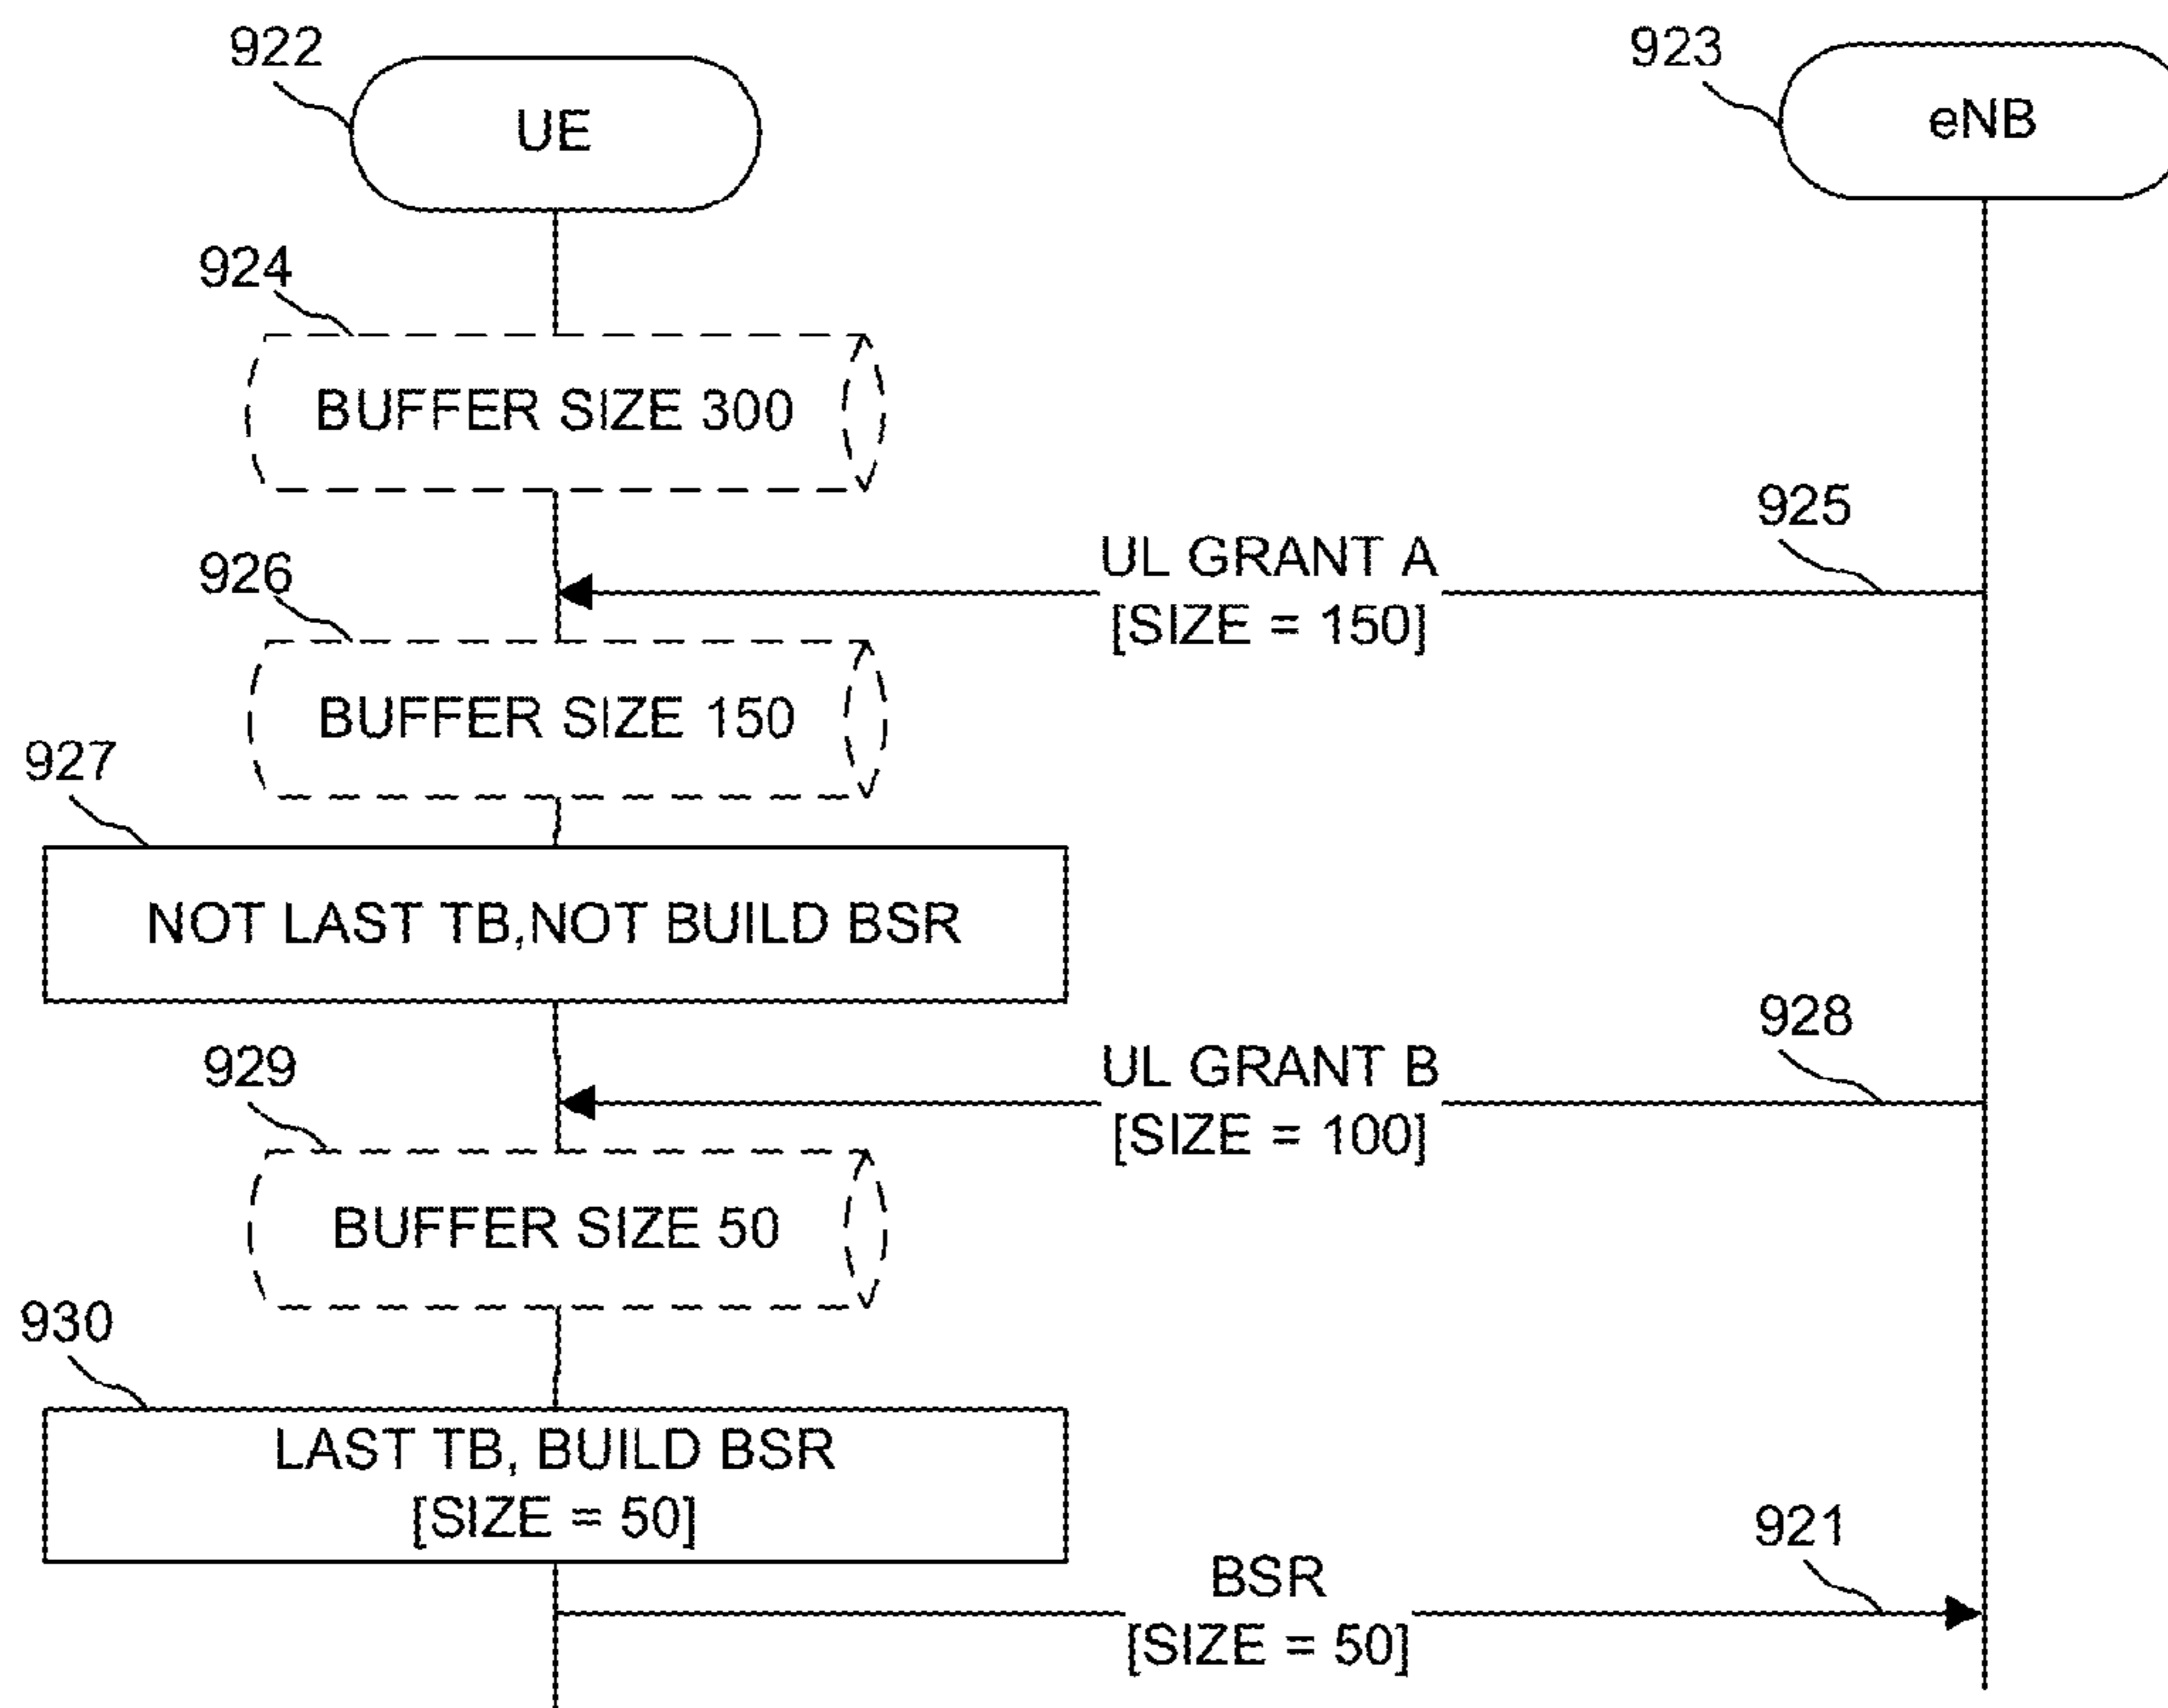 922
UE
923
eNB
924
BUFFER SIZE 300
925
UL GRANT A
[SIZE = 150]
926
BUFFER SIZE 150
927
NOT LAST TB,NOT BUILD BSR
928
UL GRANT B
[SIZE = 100]
929
BUFFER SIZE 50
930
LAST TB, BUILD BSR
[SIZE = 50]
921
BSR
[SIZE = 50]